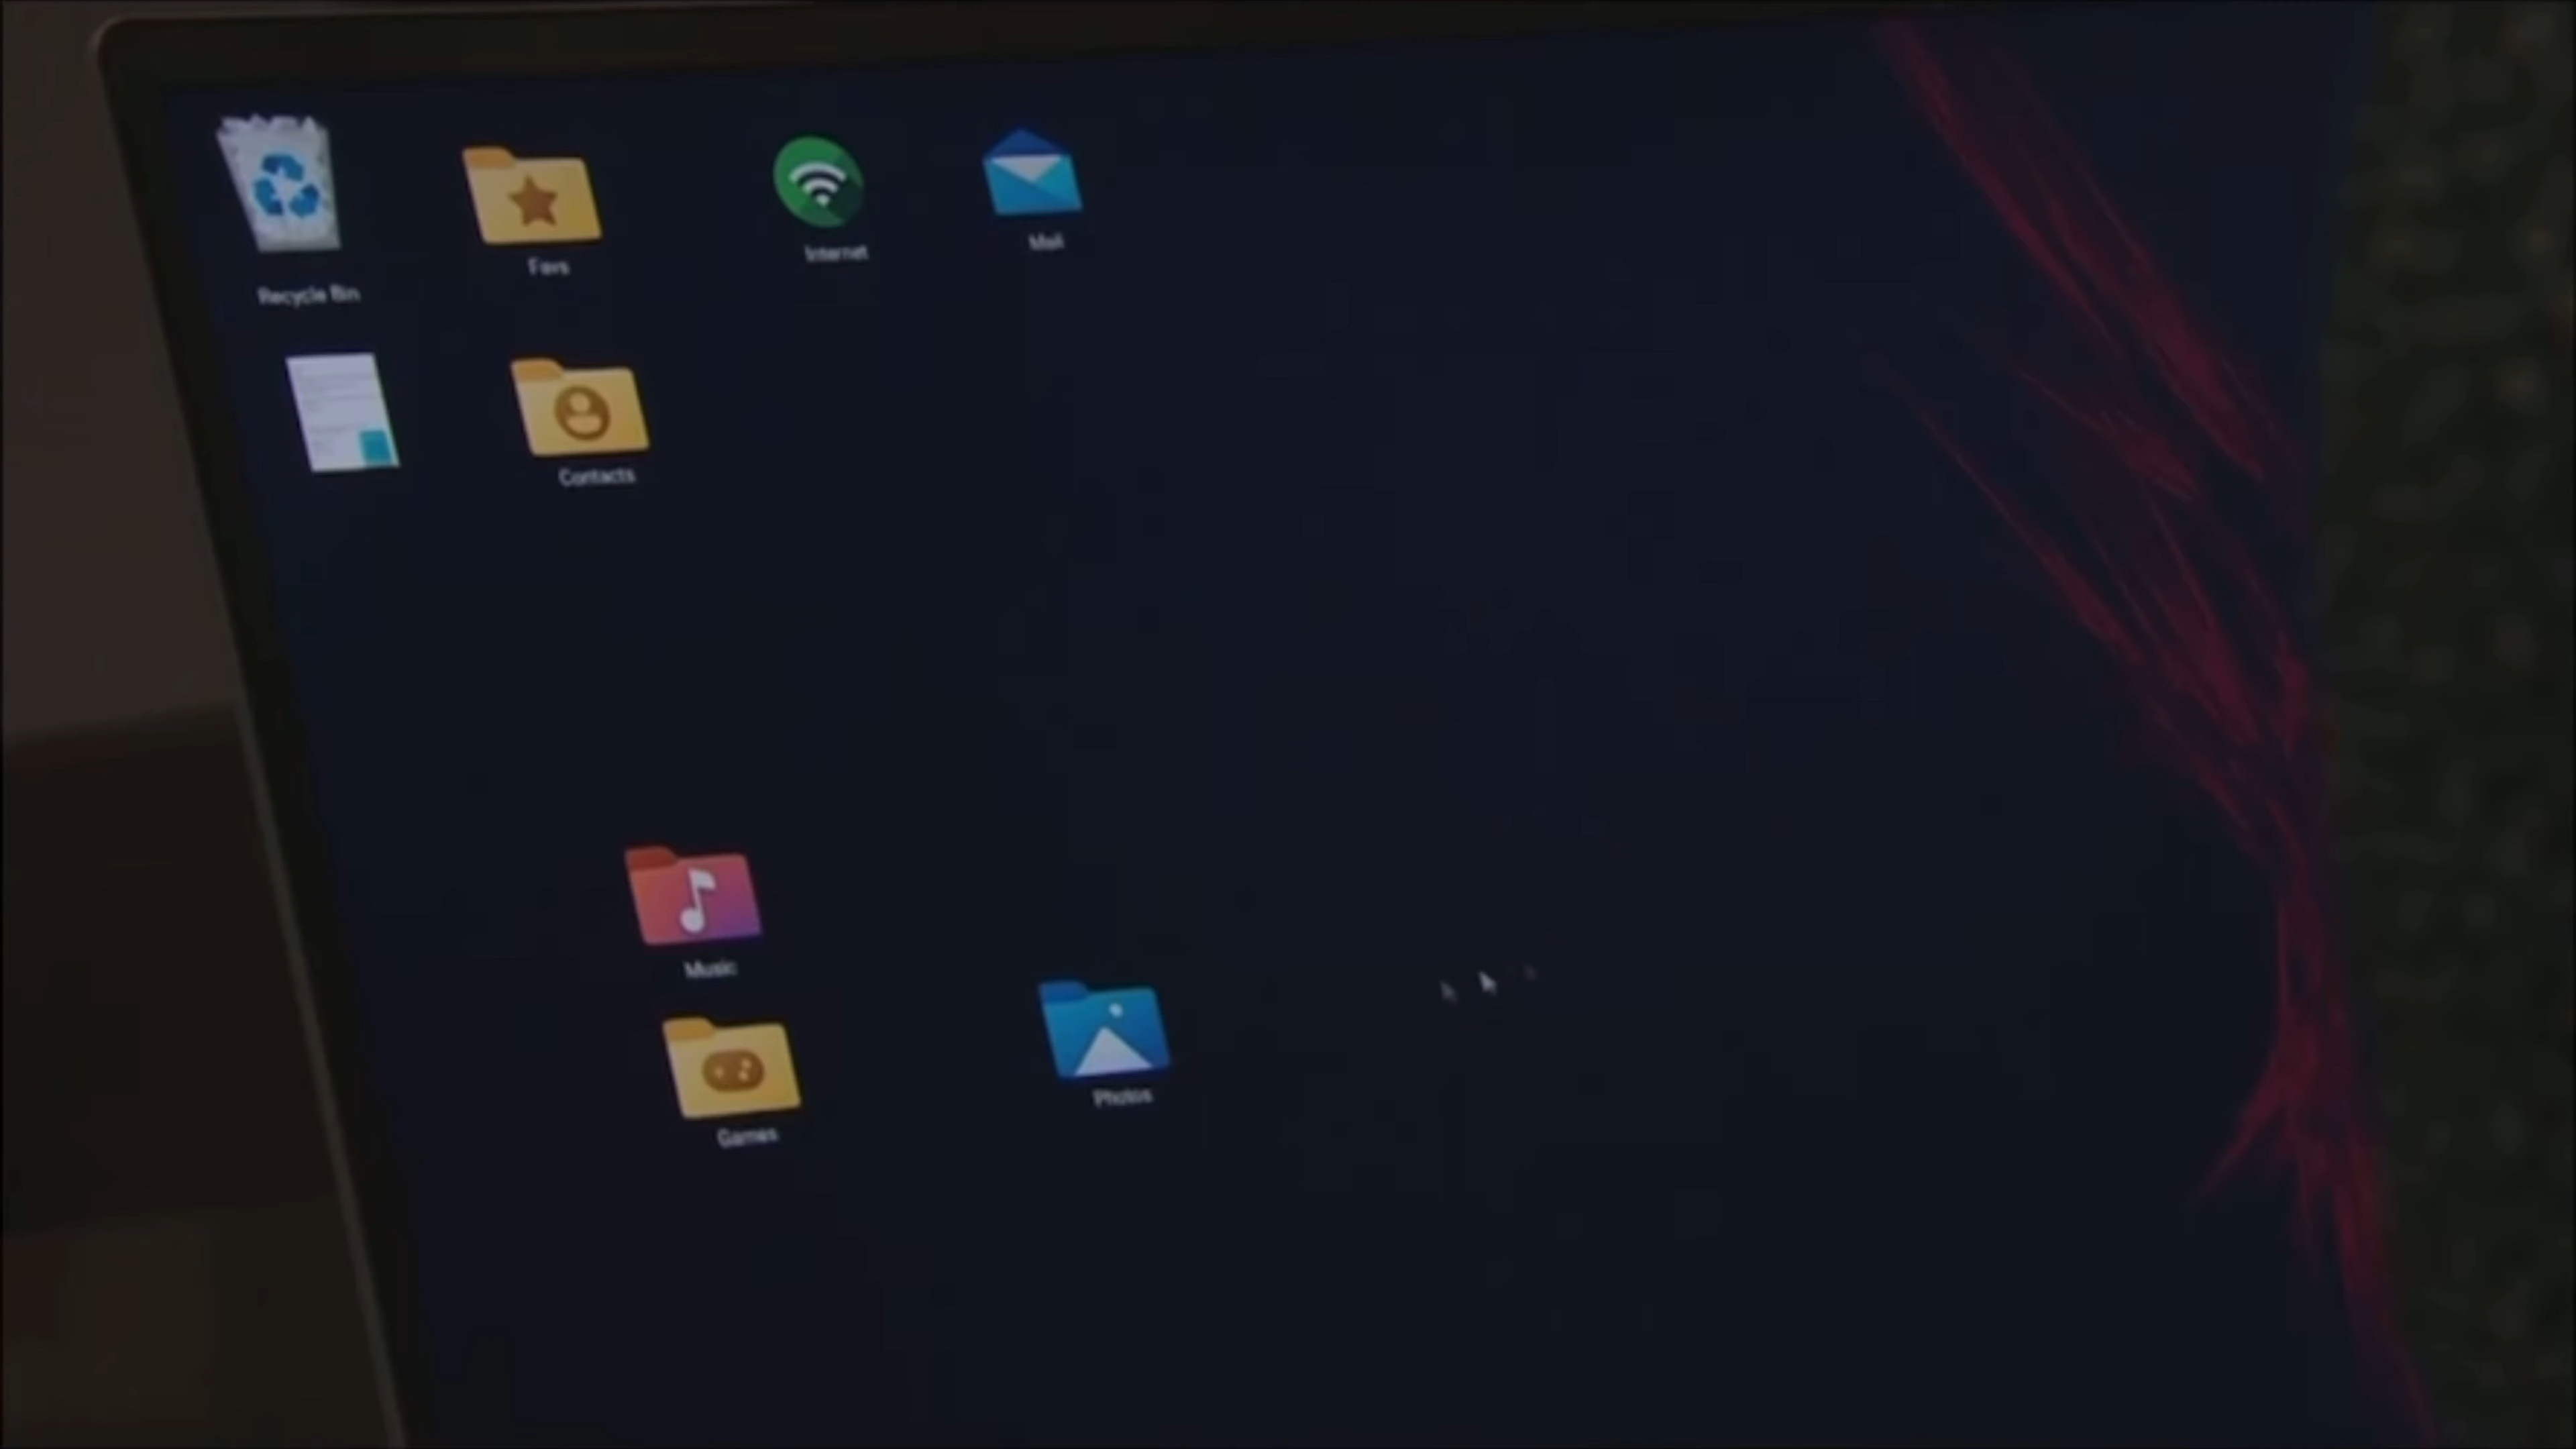 Recycle Bin
Favs
Internet
Mail
Contacts
Music
Games
Photos